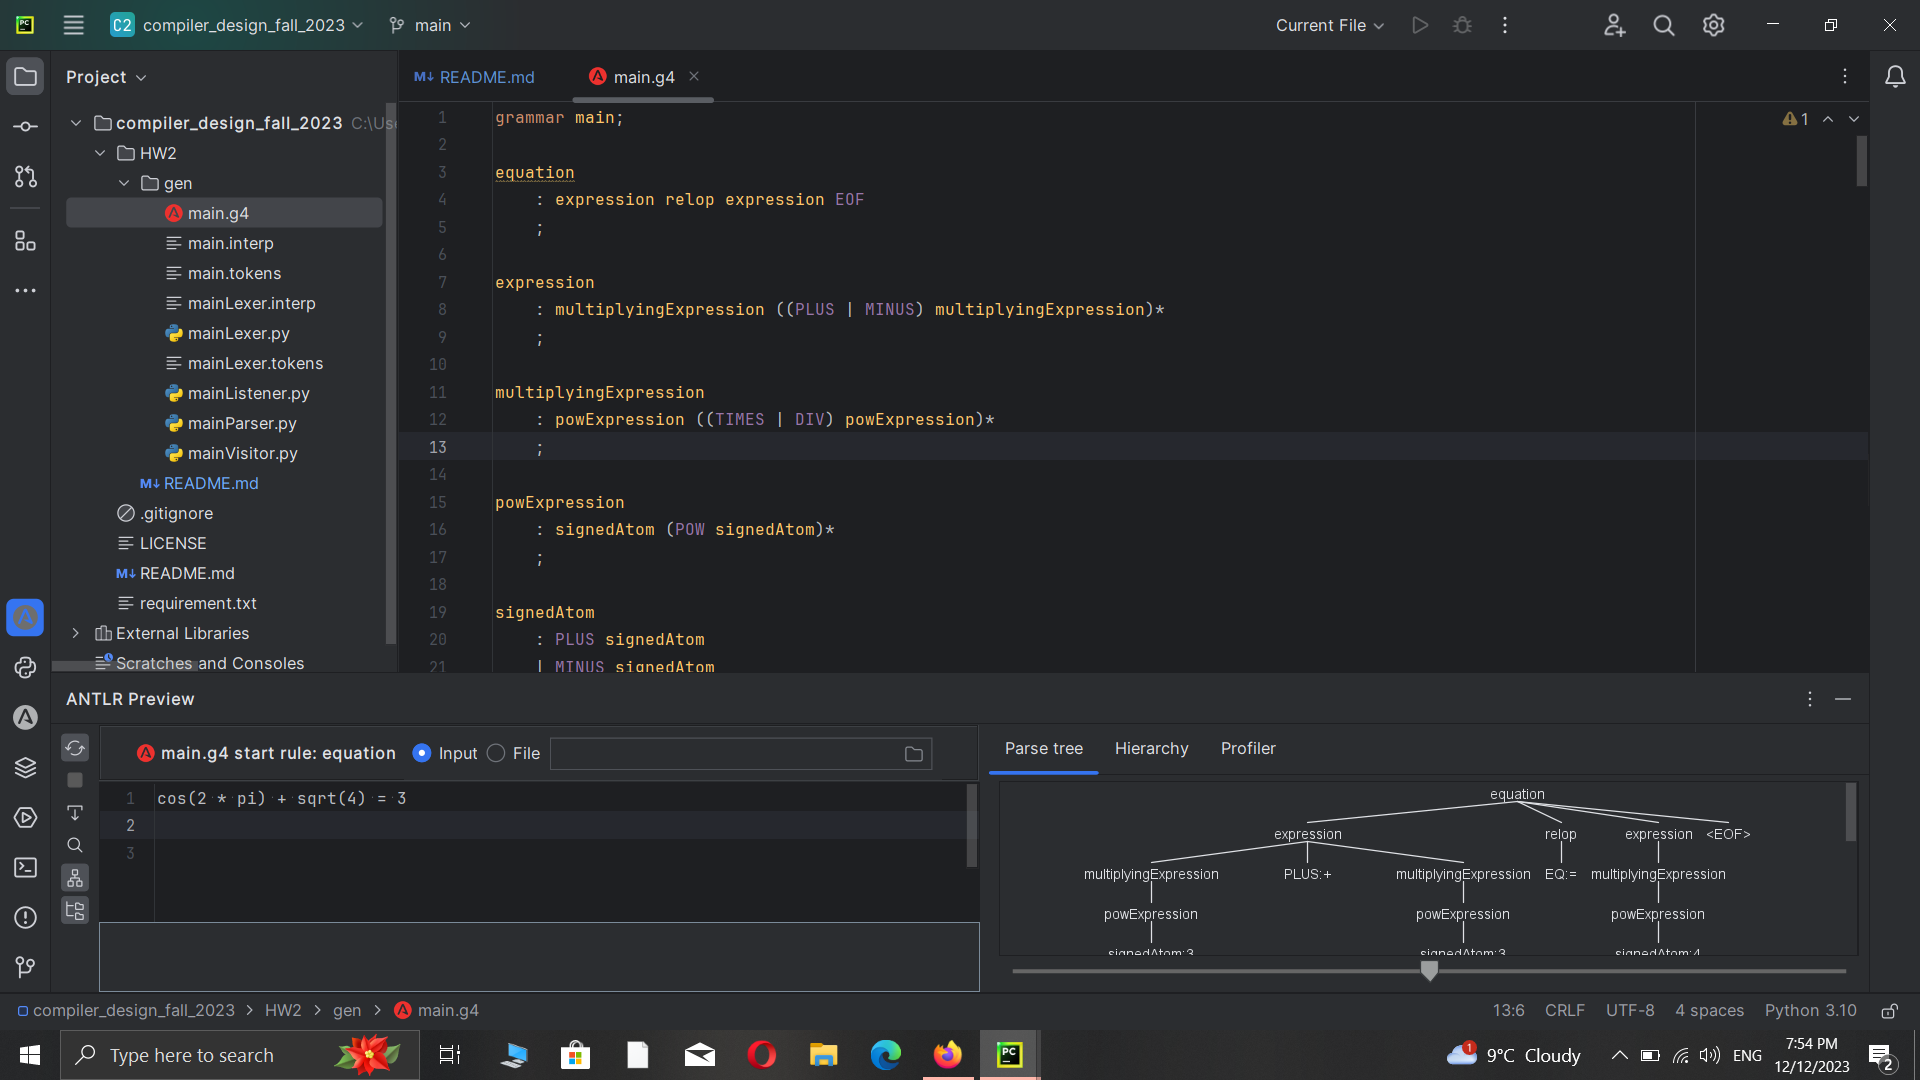 PC
C2 compiler_design_fall_2023
main
Current File
Project
compiler_design_fall_2023 C:\Use
HW2
gen
main.g4
main.interp
main.tokens
mainLexer.interp
mainLexer.py
mainLexer.tokens
mainListener.py
mainParser.py
mainVisitor.py
M↓ README.md
.gitignore
LICENSE
M↓ README.md
requirement.txt
External Libraries
Scratches and Consoles
M↓ README.md
main.g4
1
1 grammar main;
2
3 equation
4 : expression relop expression EOF
5 ;
6
7 expression
8 : multiplyingExpression ((PLUS | MINUS) multiplyingExpression)*
9 ;
10
11 multiplyingExpression
12 : powExpression ((TIMES | DIV) powExpression)*
13 ;
14
15 powExpression
16 : signedAtom (POW signedAtom)*
17 ;
18
19 signedAtom
20 : PLUS signedAtom
21 | MINUS signedAtom
ANTLR Preview
main.g4 start rule: equation Input File
1 cos(2 * pi) + sqrt(4) = 3
2
3
Parse tree Hierarchy Profiler
equation
expression relop expression <EOF>
multiplyingExpression PLUS:+ multiplyingExpression EQ:= multiplyingExpression
powExpression powExpression powExpression
signedAtom:3 signedAtom:3 signedAtom:4
compiler_design_fall_2023 > HW2 > gen > main.g4
13:6 CRLF UTF-8 4 spaces Python 3.10
Type here to search
PC
1
9°C Cloudy
ENG
7:54 PM
12/12/2023
2